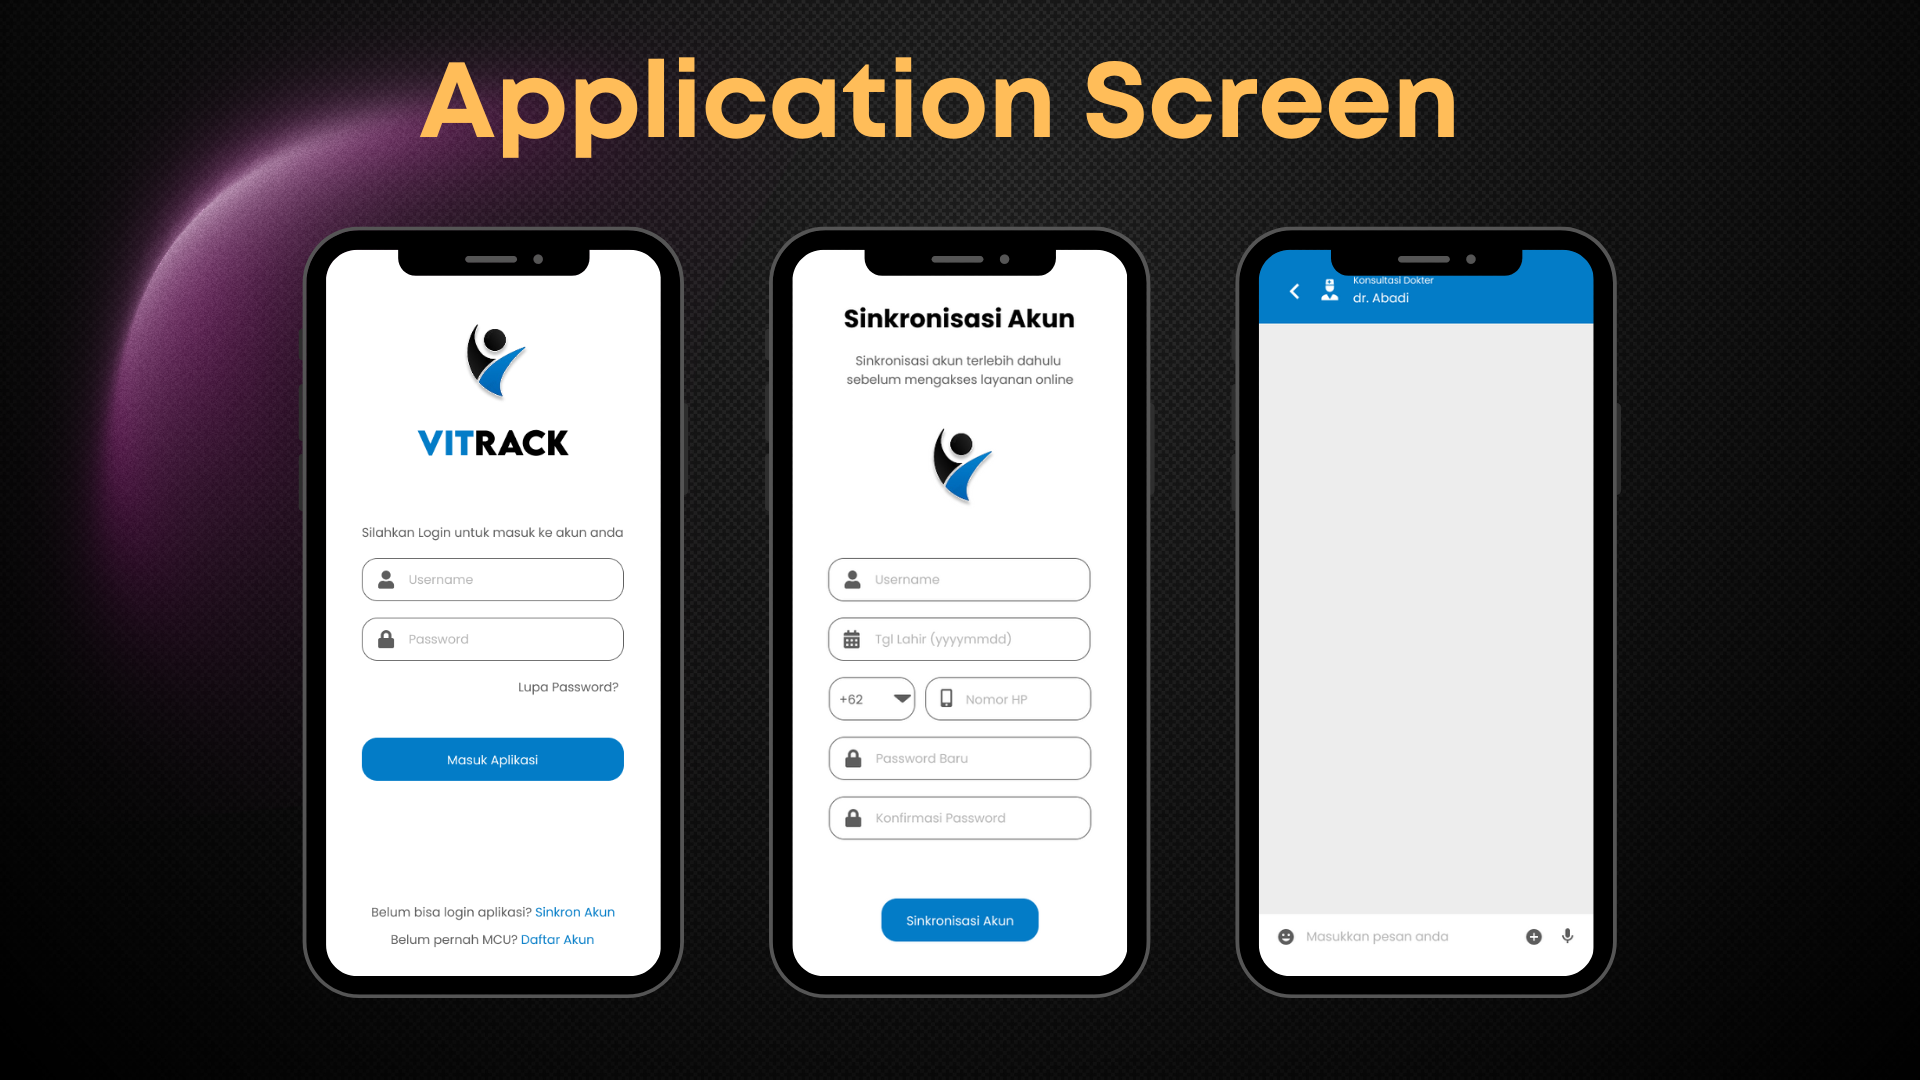 Application Screen
VITRACK
Silahkan Login untuk masuk ke akun anda
Username
Password
Lupa Password?
Masuk Aplikasi
Belum bisa login aplikasi? Sinkron Akun
Belum pernah MCU? Daftar Akun
Sinkronisasi Akun
Sinkronisasi akun terlebih dahulu
sebelum mengakses layanan online
Username
Tgl Lahir (yyyymmdd)
+62
Nomor HP
Password Baru
Konfirmasi Password
Sinkronisasi Akun
Konsultasi Dokter
dr. Abadi
Masukkan pesan anda